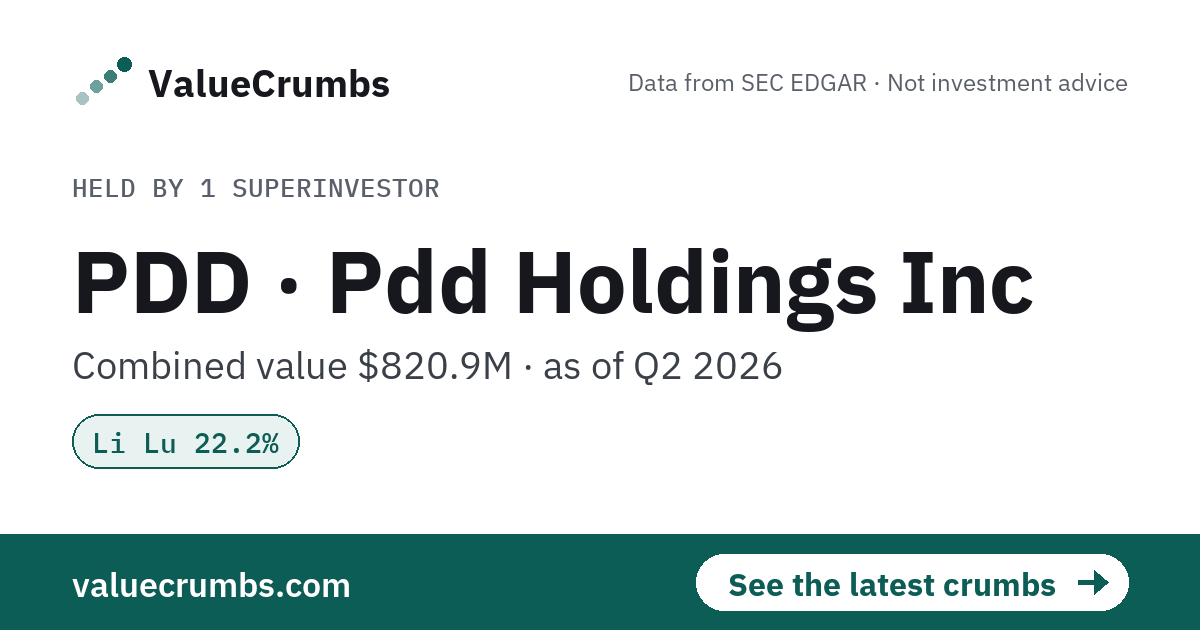 ValueCrumbs
Data from SEC EDGAR · Not investment advice
HELD BY 1 SUPERINVESTOR
PDD · Pdd Holdings Inc
Combined value $820.9M · as of Q2 2026
Li Lu 22.2%
valuecrumbs.com
See the latest crumbs →